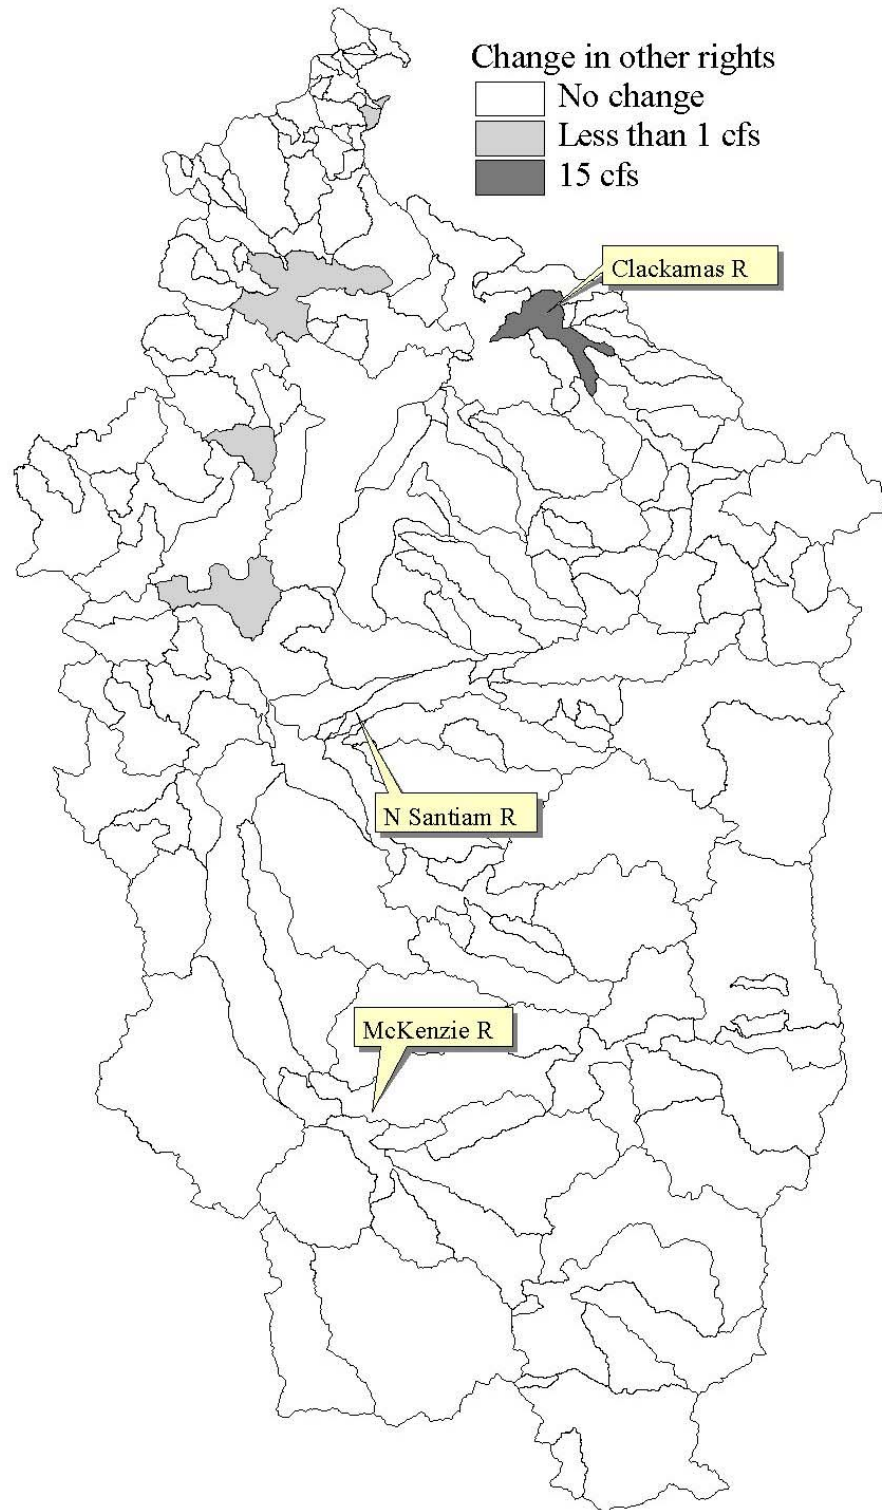 Change in other rights
No change
Less than 1 cfs
15 cfs
Clackamas R
N Santiam R
McKenzie R